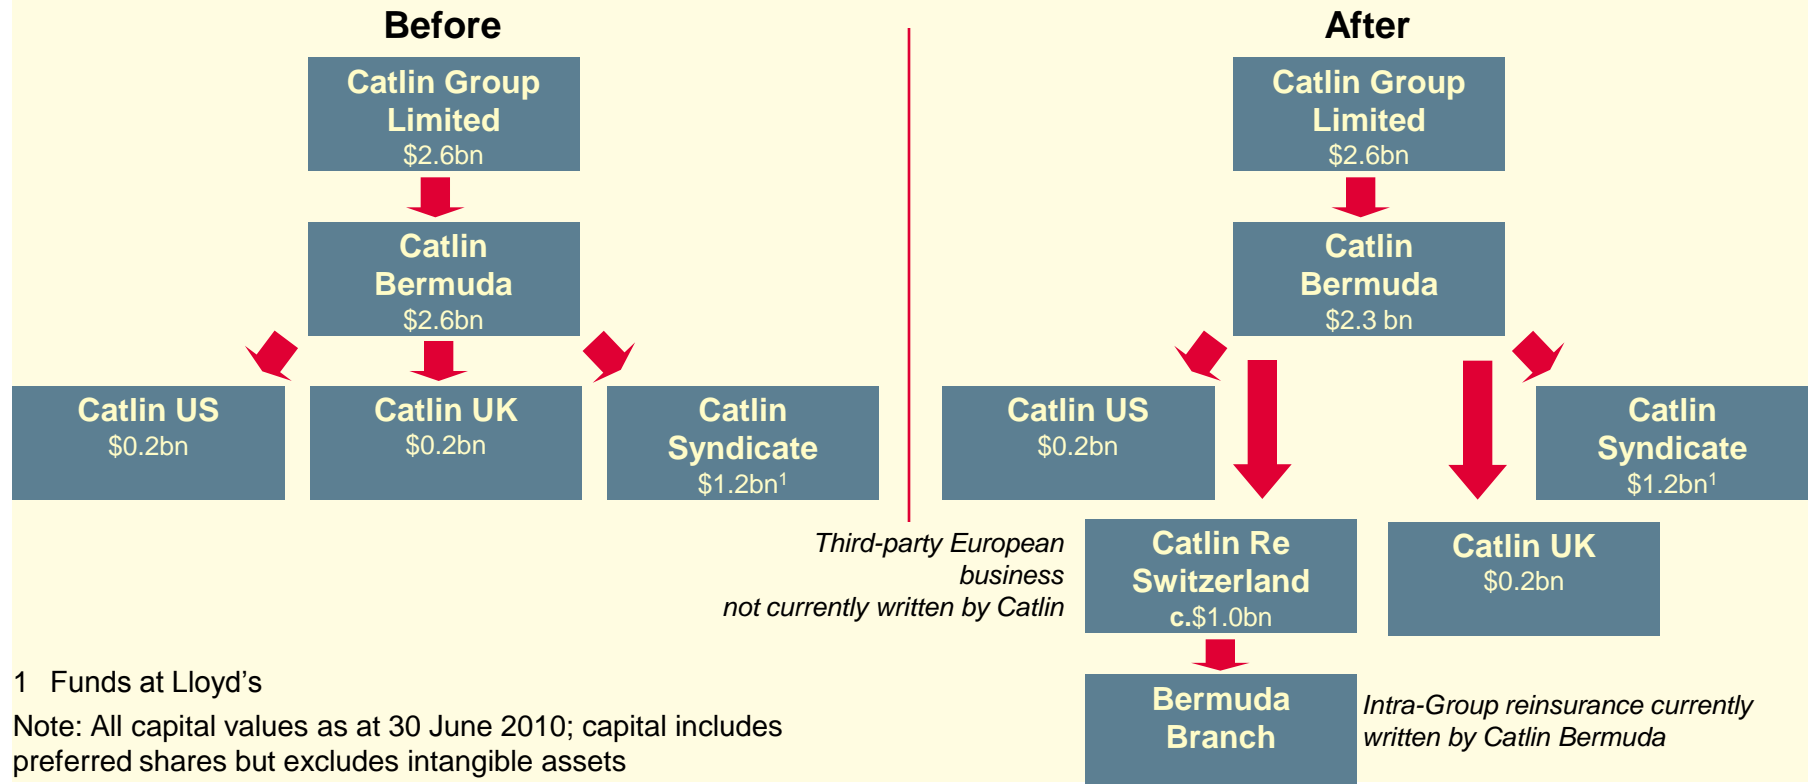 Before
Catlin Group
Limited
$2.6bn
Catlin
Bermuda
$2.6bn
Catlin US
$0.2bn
Catlin UK
$0.2bn
Catlin
Syndicate
$1.2bn¹
After
Catlin Group
Limited
$2.6bn
Catlin
Bermuda
$2.3 bn
Catlin US
$0.2bn
Catlin
Syndicate
$1.2bn¹
Third-party European
business
not currently written by Catlin
Catlin Re
Switzerland
c.$1.0bn
Catlin UK
$0.2bn
Bermuda
Branch
Intra-Group reinsurance currently
written by Catlin Bermuda
1 Funds at Lloyd’s
Note: All capital values as at 30 June 2010; capital includes
preferred shares but excludes intangible assets